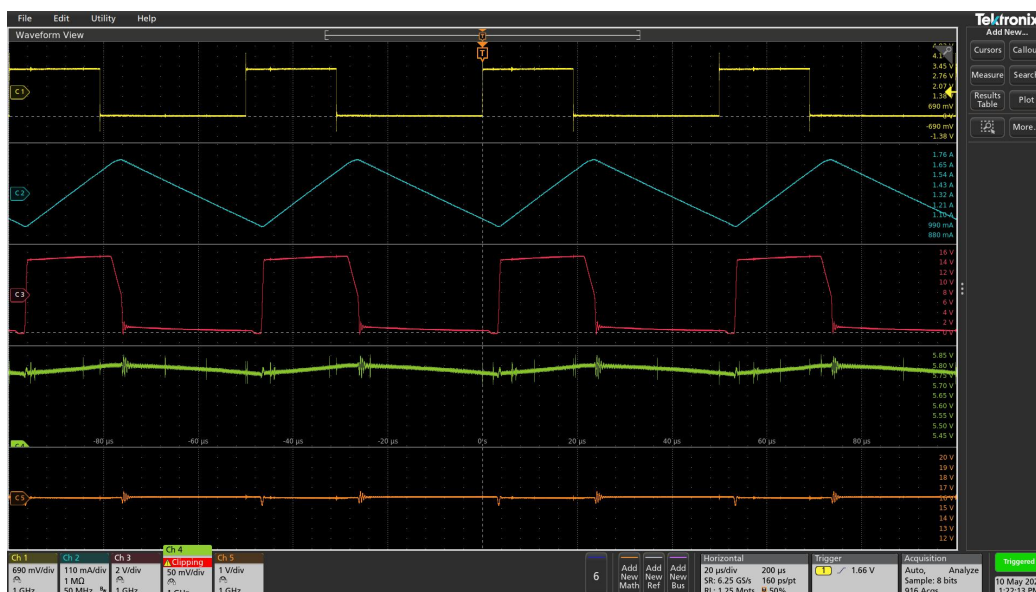 File Edit Utility Help
Tektronix
Add New...
Waveform View
Cursors
Measure
Results Table
Plot
More...
C1
3.45 V
2.76 V
2.07 V
690 mV
0 V
-690 mV
-1.38 V
C2
1.76 A
1.65 A
1.54 A
1.43 A
1.32 A
1.21 A
1.10 A
990 mA
880 mA
C3
16 V
14 V
12 V
10 V
8 V
6 V
4 V
2 V
0 V
5.85 V
5.80 V
5.75 V
5.70 V
5.65 V
5.60 V
5.55 V
5.50 V
5.45 V
-80 µs -60 µs -40 µs -20 µs 0 s 20 µs 40 µs 60 µs 80 µs
C5
20 V
19 V
18 V
17 V
16 V
15 V
14 V
13 V
12 V
Ch 1
690 mV/div
1 GHz
Ch 2
110 mA/div
1 MΩ
50 MHz
Ch 3
2 V/div
1 GHz
Ch 4
Clipping
50 mV/div
Ch 5
1 V/div
1 GHz
6
Add New Math
Add New Ref
Add New Bus
Horizontal
20 µs/div 200 µs
SR: 6.25 GS/s 160 ps/pt
RL: 1.25 Mpts 50%
Trigger
1 1.66 V
Acquisition
Auto, Analyze
Sample: 8 bits
916 Acqs
Triggered
10 May
1:22:13 PM